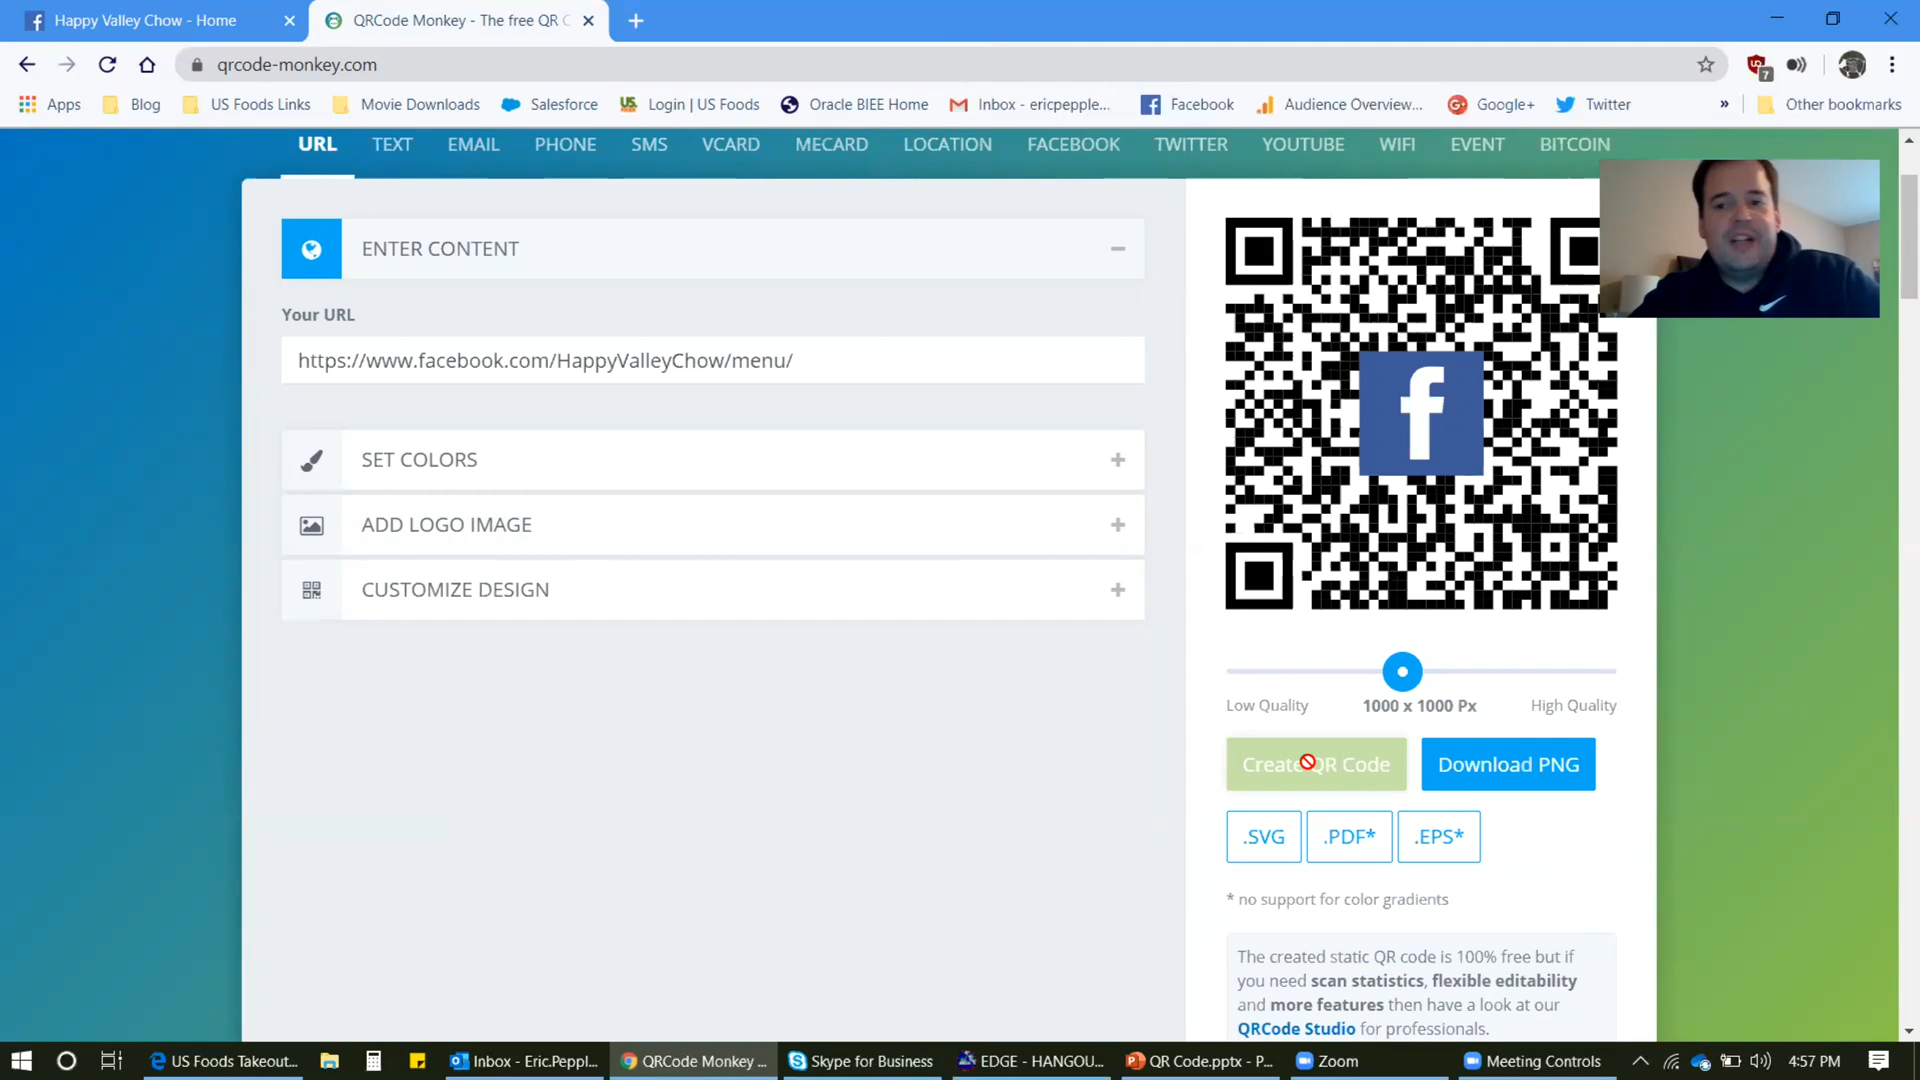 Happy Valley Chow - Home
QRCode Monkey - The free QR C
qrcode-monkey.com
7
Apps
Blog
US Foods Links
Movie Downloads
Salesforce
US
Login | US Foods
Oracle BIEE Home
Inbox - ericpepple...
Facebook
Audience Overview...
Google+
Twitter
»
Other bookmarks
URL
TEXT
EMAIL
PHONE
SMS
VCARD
MECARD
LOCATION
FACEBOOK
TWITTER
YOUTUBE
WIFI
EVENT
BITCOIN
ENTER CONTENT
Your URL
https://www.facebook.com/HappyValleyChow/menu/
SET COLORS
ADD LOGO IMAGE
CUSTOMIZE DESIGN
f
Low Quality
1000 x 1000 Px
High Quality
Create QR Code
Download PNG
.SVG
.PDF*
.EPS*
* no support for color gradients
The created static QR code is 100% free but if
you need scan statistics, flexible editability
and more features then have a look at our
QRCode Studio for professionals.
US Foods Takeout...
Inbox - Eric.Peppl...
QRCode Monkey ...
Skype for Business
EDGE - HANGOU...
QR Code.pptx - P...
Zoom
Meeting Controls
4:57 PM